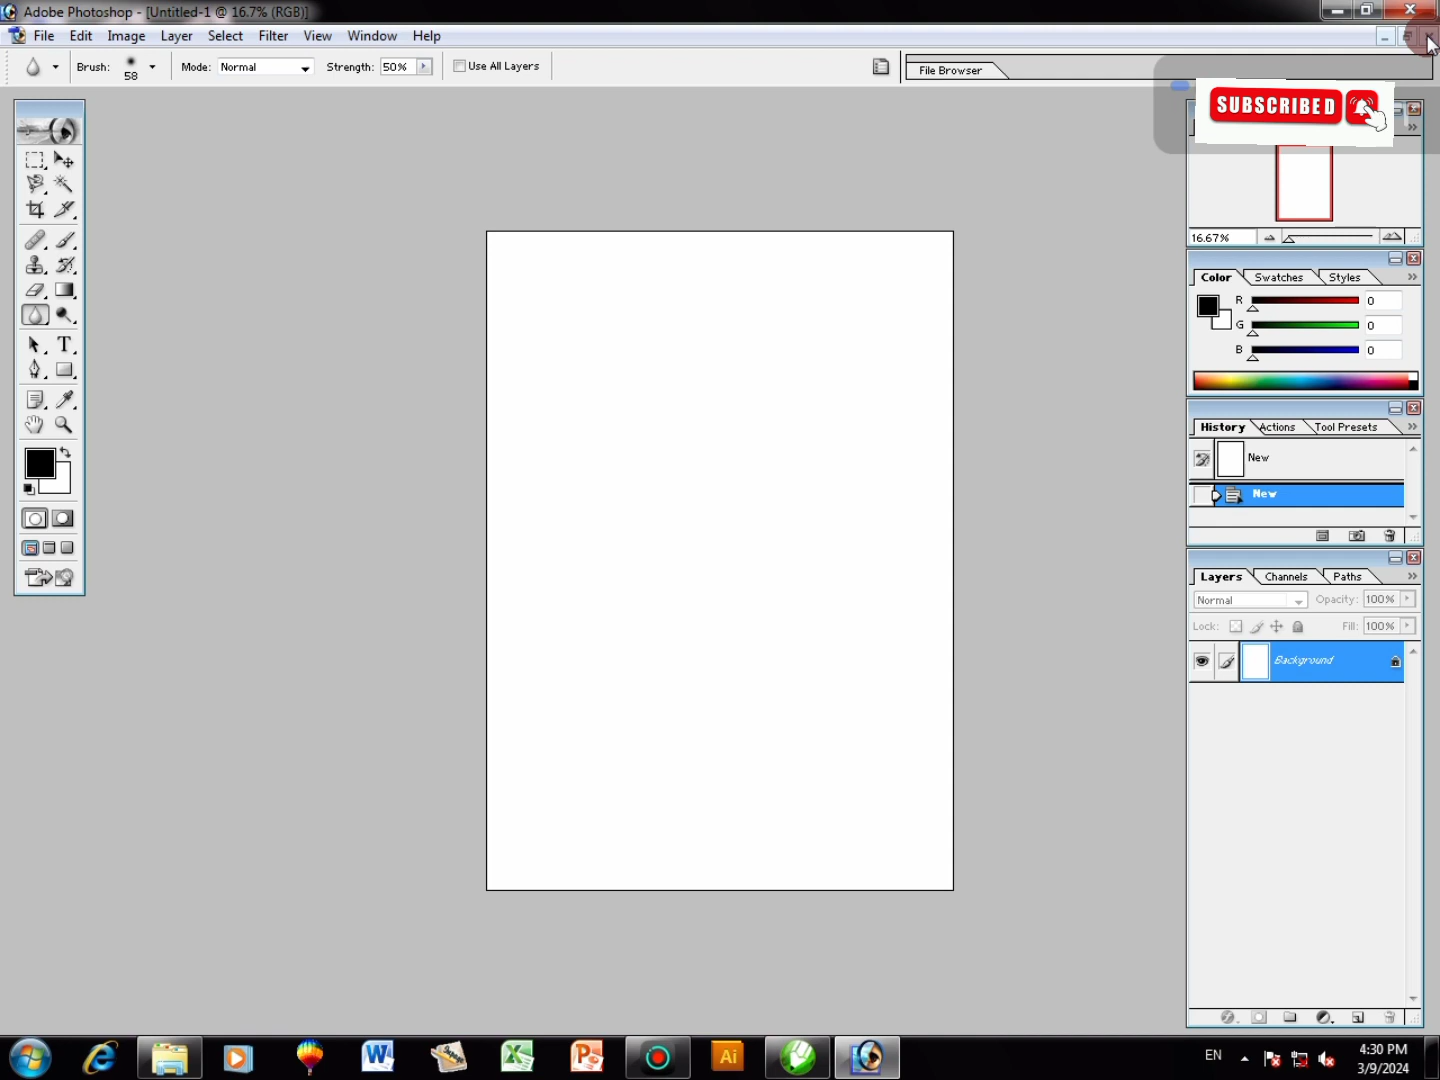 Adobe Photoshop - [Untitled-1 @ 16.7% (RGB)]
File Edit Image Layer Select Filter View Window Help
Brush: 58 Mode: Normal Strength: 50% Use All Layers File Browser
SUBSCRIBED
16.67%
Color Swatches Styles
R 0
G 0
B 0
History Actions Tool Presets
New
New
Layers Channels Paths
Normal Opacity: 100%
Lock: Fill: 100%
Background
T
W X P Ai
EN 4:30 PM
3/9/2024